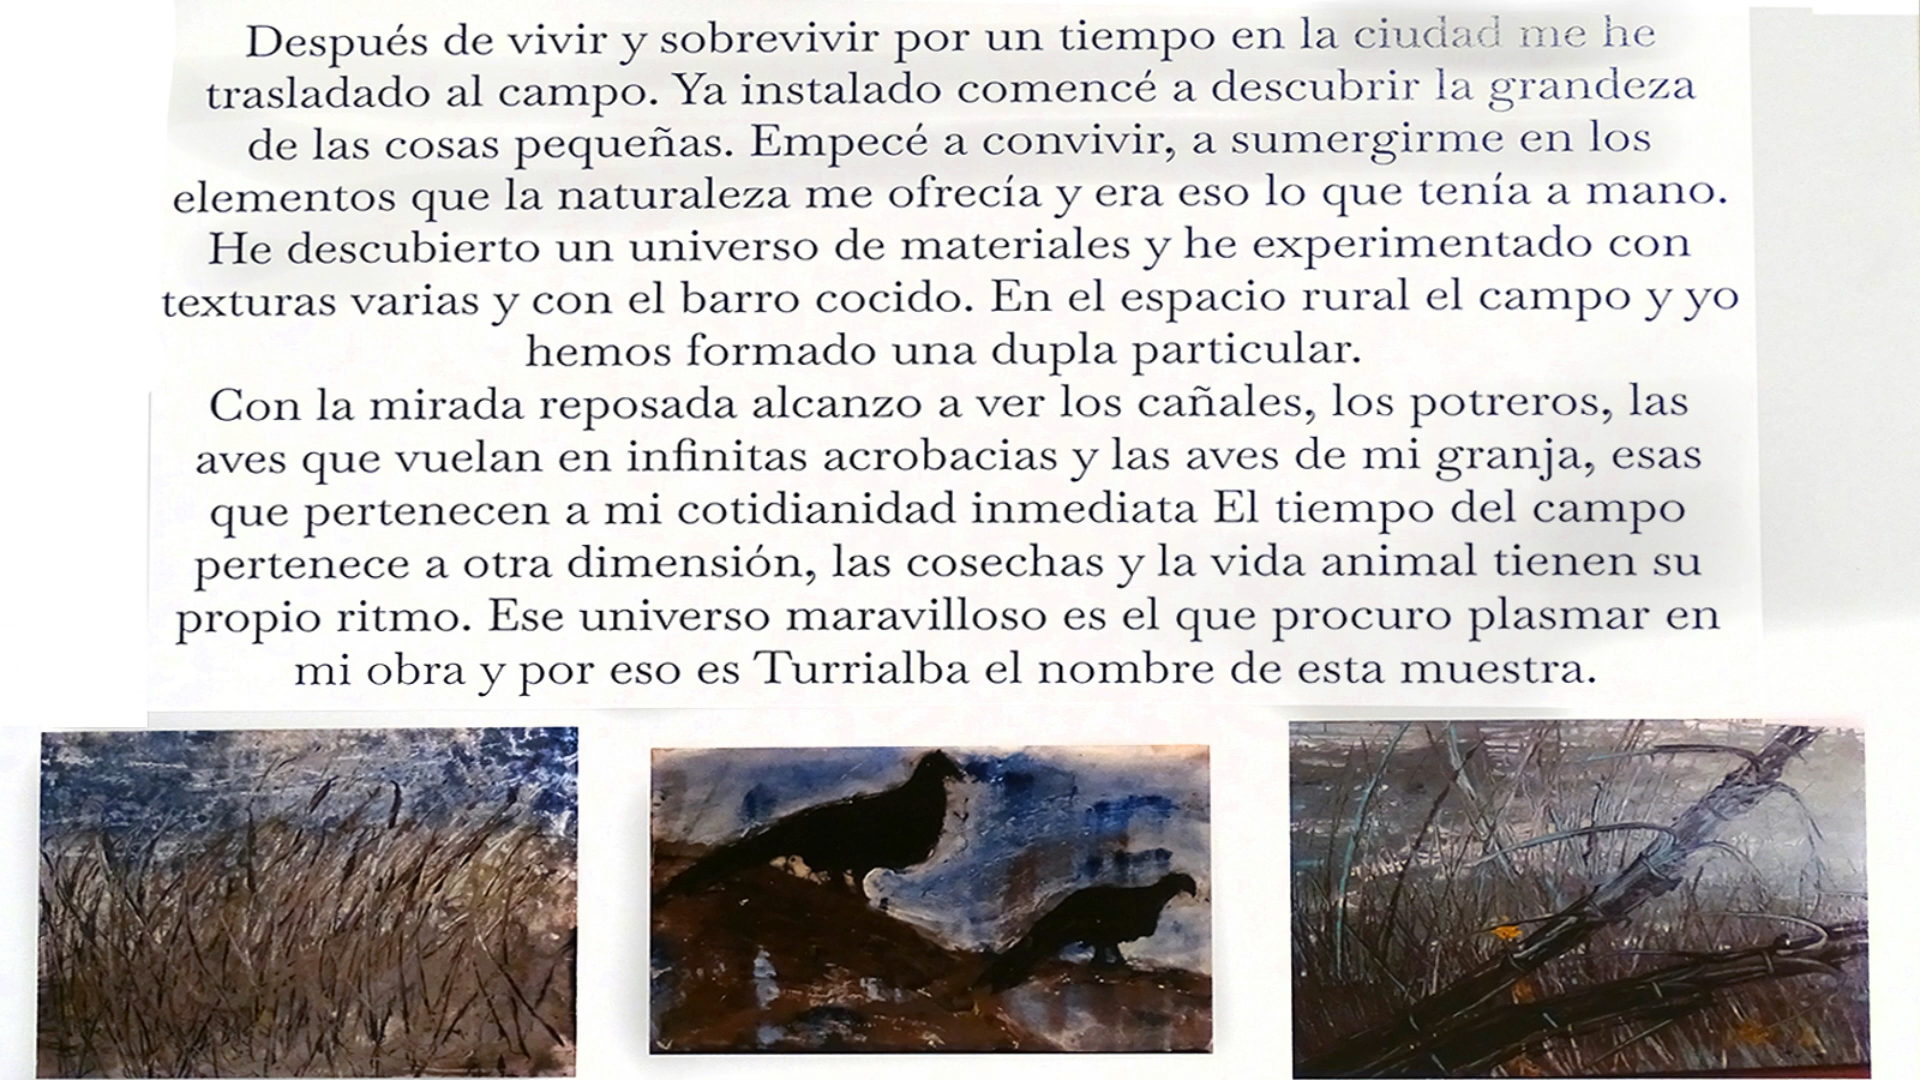 Después de vivir y sobrevivir por un tiempo en la ciudad me he
trasladado al campo. Ya instalado comencé a descubrir la grandeza
de las cosas pequeñas. Empecé a convivir, a sumergirme en los
elementos que la naturaleza me ofrecía y era eso lo que tenía a mano.
He descubierto un universo de materiales y he experimentado con
texturas varias y con el barro cocido. En el espacio rural el campo y yo
hemos formado una dupla particular.
Con la mirada reposada alcanzo a ver los cañales, los potreros, las
aves que vuelan en infinitas acrobacias y las aves de mi granja, esas
que pertenecen a mi cotidianidad inmediata El tiempo del campo
pertenece a otra dimensión, las cosechas y la vida animal tienen su
propio ritmo. Ese universo maravilloso es el que procuro plasmar en
mi obra y por eso es Turrialba el nombre de esta muestra.